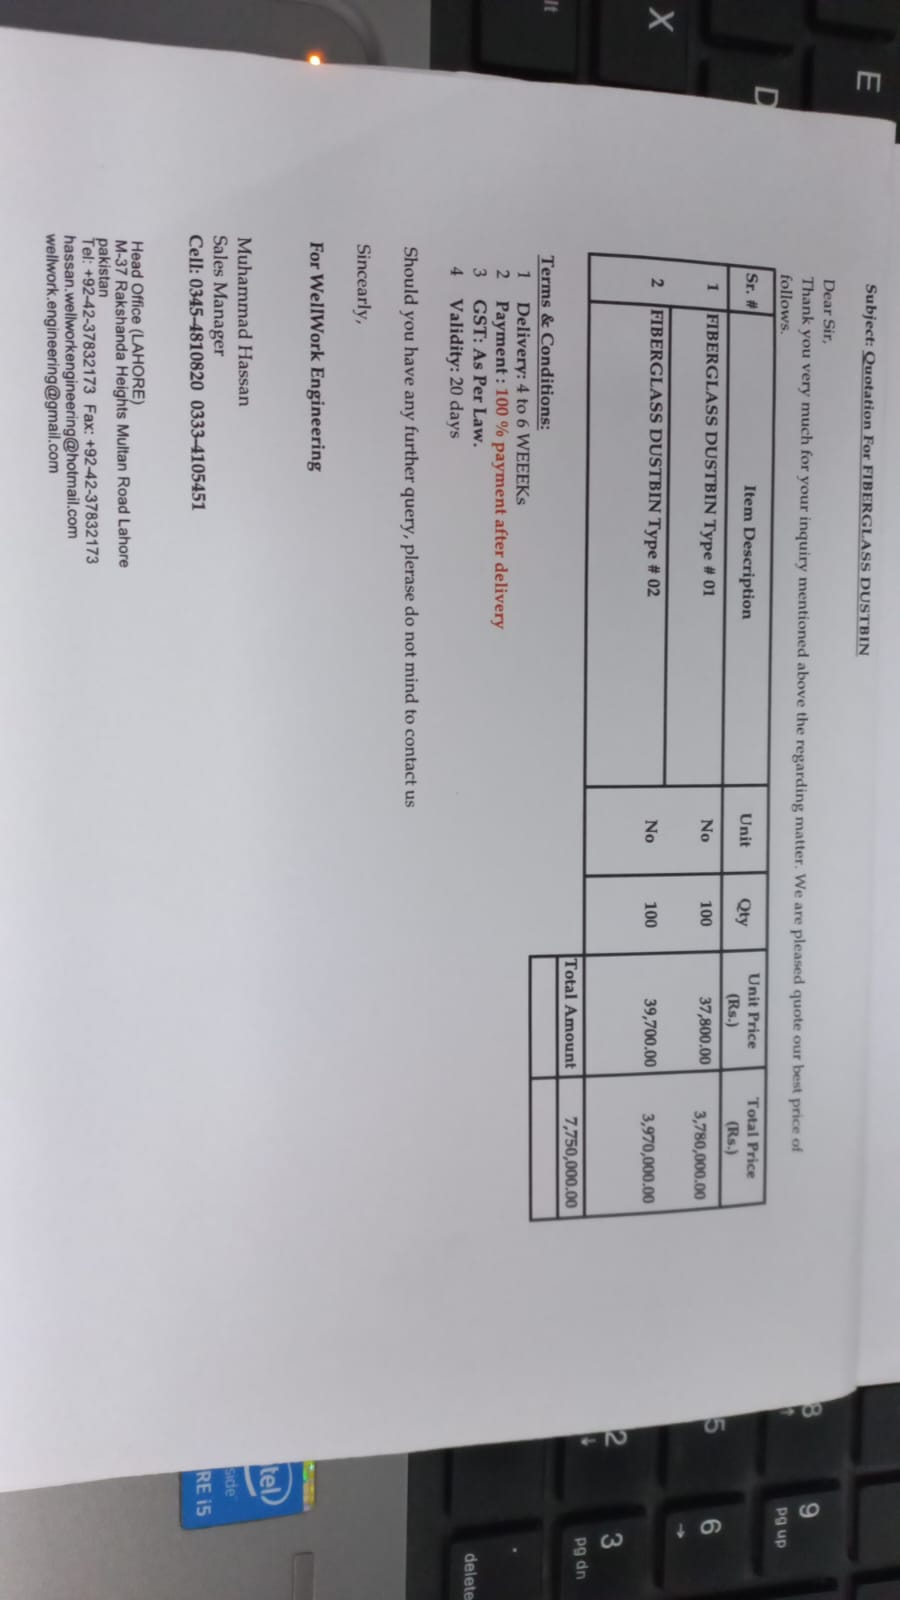 Subject: Quotation For FIBERGLASS DUSTBIN
Dear Sir,
Thank you very much for your inquiry mentioned above the regarding matter. We are pleased quote our best price of
follows.
Sr. # Item Description Unit Qty Unit Price (Rs.) Total Price (Rs.)
1 FIBERGLASS DUSTBIN Type # 01 No 100 37,800.00 3,780,000.00
2 FIBERGLASS DUSTBIN Type # 02 No 100 39,700.00 3,970,000.00
Total Amount 7,750,000.00
Terms & Conditions:
1 Delivery: 4 to 6 WEEEKs
2 Payment : 100 % payment after delivery
3 GST: As Per Law.
4 Validity: 20 days
Should you have any further query, plerase do not mind to contact us
Sincearly,
For WellWork Engineering
Muhammad Hassan
Sales Manager
Cell: 0345-4810820 0333-4105451
Head Office (LAHORE)
M-37 Rakshanda Heights Multan Road Lahore
pakistan
Tel: +92-42-37832173 Fax: +92-42-37832173
hassan.wellworkengineering@hotmail.com
wellwork.engineering@gmail.com
E
D
X
lt
8
↑
9
pg up
5
6
→
2
↓
3
pg dn
.
delete
tel
side
RE i5